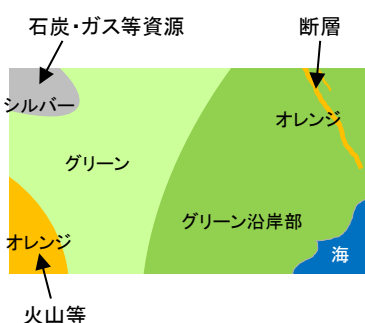 石炭・ガス等資源
断層
シルバー
オレンジ
グリーン
グリーン沿岸部
オレンジ
海
火山等